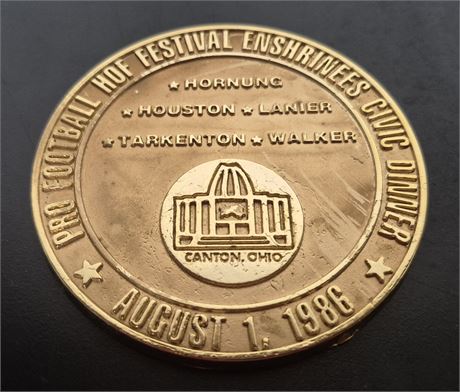 PRO FOOTBALL HOF FESTIVAL ENSHRINEES CIVIC DINNER
★ HORNUNG
★ HOUSTON ★ LANIER
★ TARKENTON ★ WALKER
CANTON, OHIO
★ AUGUST 1, 1986 ★